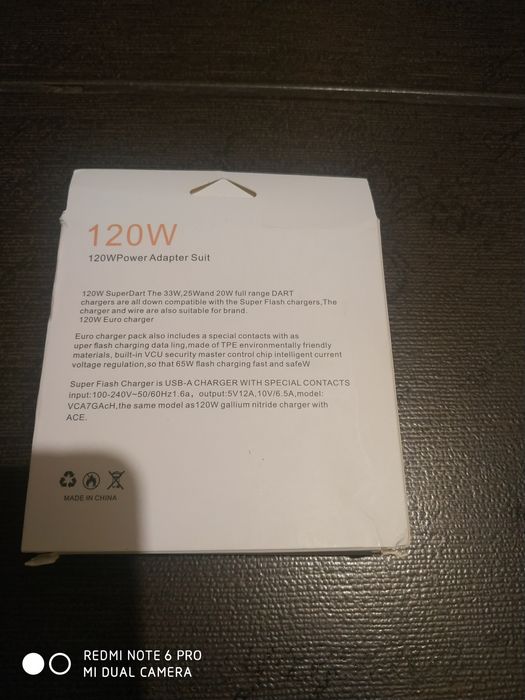 120W
120WPower Adapter Suit
120W SuperDart The 33W,25Wand 20W full range DART
chargers are all down compatible with the Super Flash chargers,The
charger and wire are also suitable for brand.
120W Euro charger
Euro charger pack also includes a special contacts with as
uper flash charging data ling,made of TPE environmentally friendly
materials, built-in VCU security master control chip intelligent current
voltage regulation,so that 65W flash charging fast and safeW
Super Flash Charger is USB-A CHARGER WITH SPECIAL CONTACTS
input:100-240V~50/60Hz1.6a, output:5V12A,10V/6.5A,model:
VCA7GAcH,the same model as120W gallium nitride charger with
ACE.
MADE IN CHINA
REDMI NOTE 6 PRO
MI DUAL CAMERA